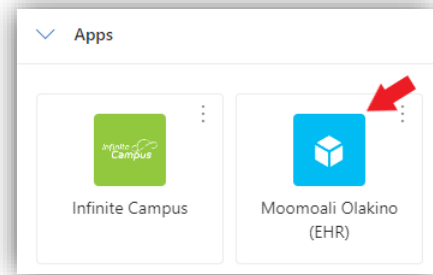 Apps
Infinite
Campus
Infinite Campus
Moomoali Olakino
(EHR)